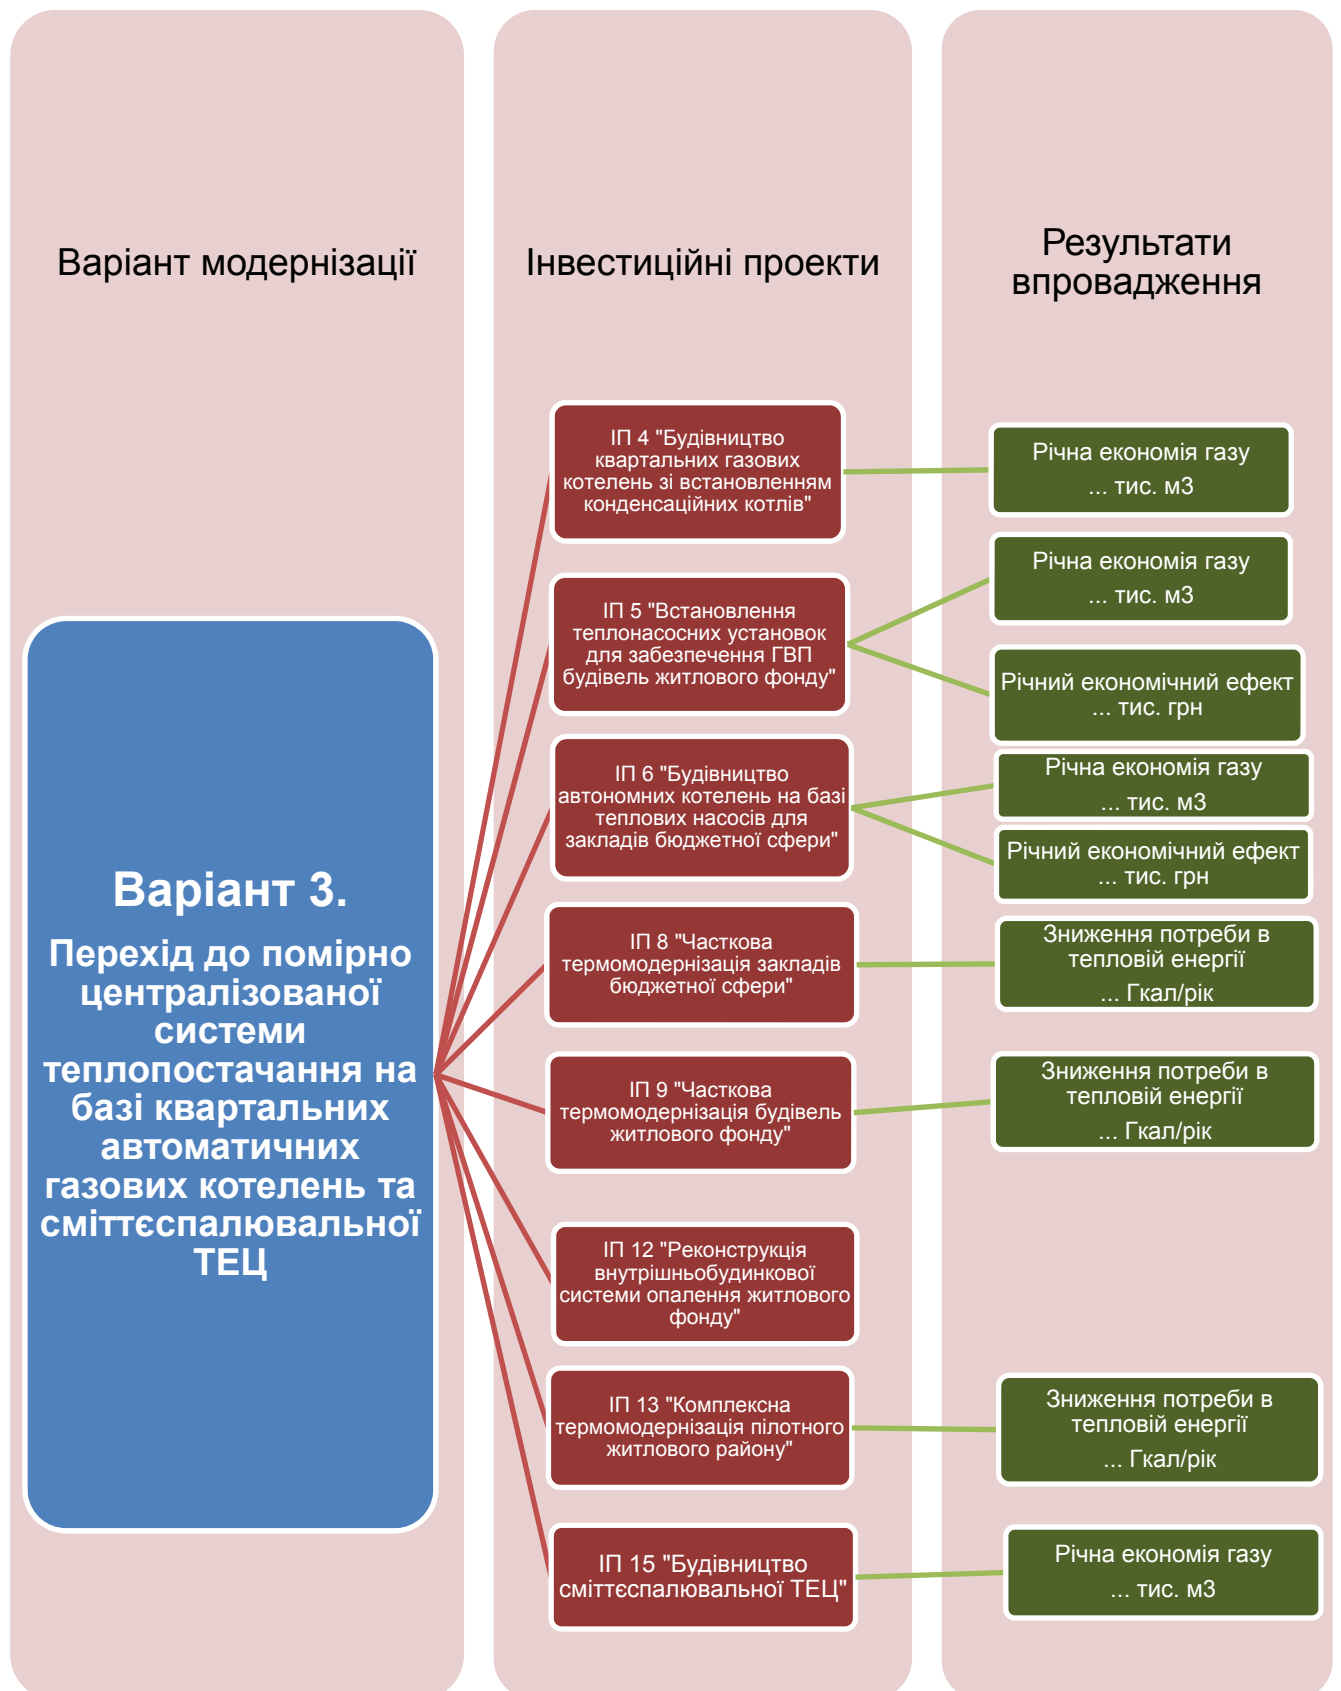 Варіант модернізації
Інвестиційні проекти
Результати
впровадження
Варіант 3.
Перехід до помірно
централізованої
системи
теплопостачання на
базі квартальних
автоматичних
газових котелень та
сміттєспалювальної
ТЕЦ
ІП 4 "Будівництво
квартальних газових
котелень зі встановленням
конденсаційних котлів"
Річна економія газу
... тис. м3
ІП 5 "Встановлення
теплонасосних установок
для забезпечення ГВП
будівель житлового фонду"
Річна економія газу
... тис. м3
Річний економічний ефект
... тис. грн
ІП 6 "Будівництво
автономних котелень на базі
теплових насосів для
закладів бюджетної сфери"
Річна економія газу
... тис. м3
Річний економічний ефект
... тис. грн
ІП 8 "Часткова
термомодернізація закладів
бюджетної сфери"
Зниження потреби в
тепловій енергії
... Гкал/рік
ІП 9 "Часткова
термомодернізація будівель
житлового фонду"
Зниження потреби в
тепловій енергії
... Гкал/рік
ІП 12 "Реконструкція
внутрішньобудинкової
системи опалення житлового
фонду"
ІП 13 "Комплексна
термомодернізація пілотного
житлового району"
Зниження потреби в
тепловій енергії
... Гкал/рік
ІП 15 "Будівництво
сміттєспалювальної ТЕЦ"
Річна економія газу
... тис. м3